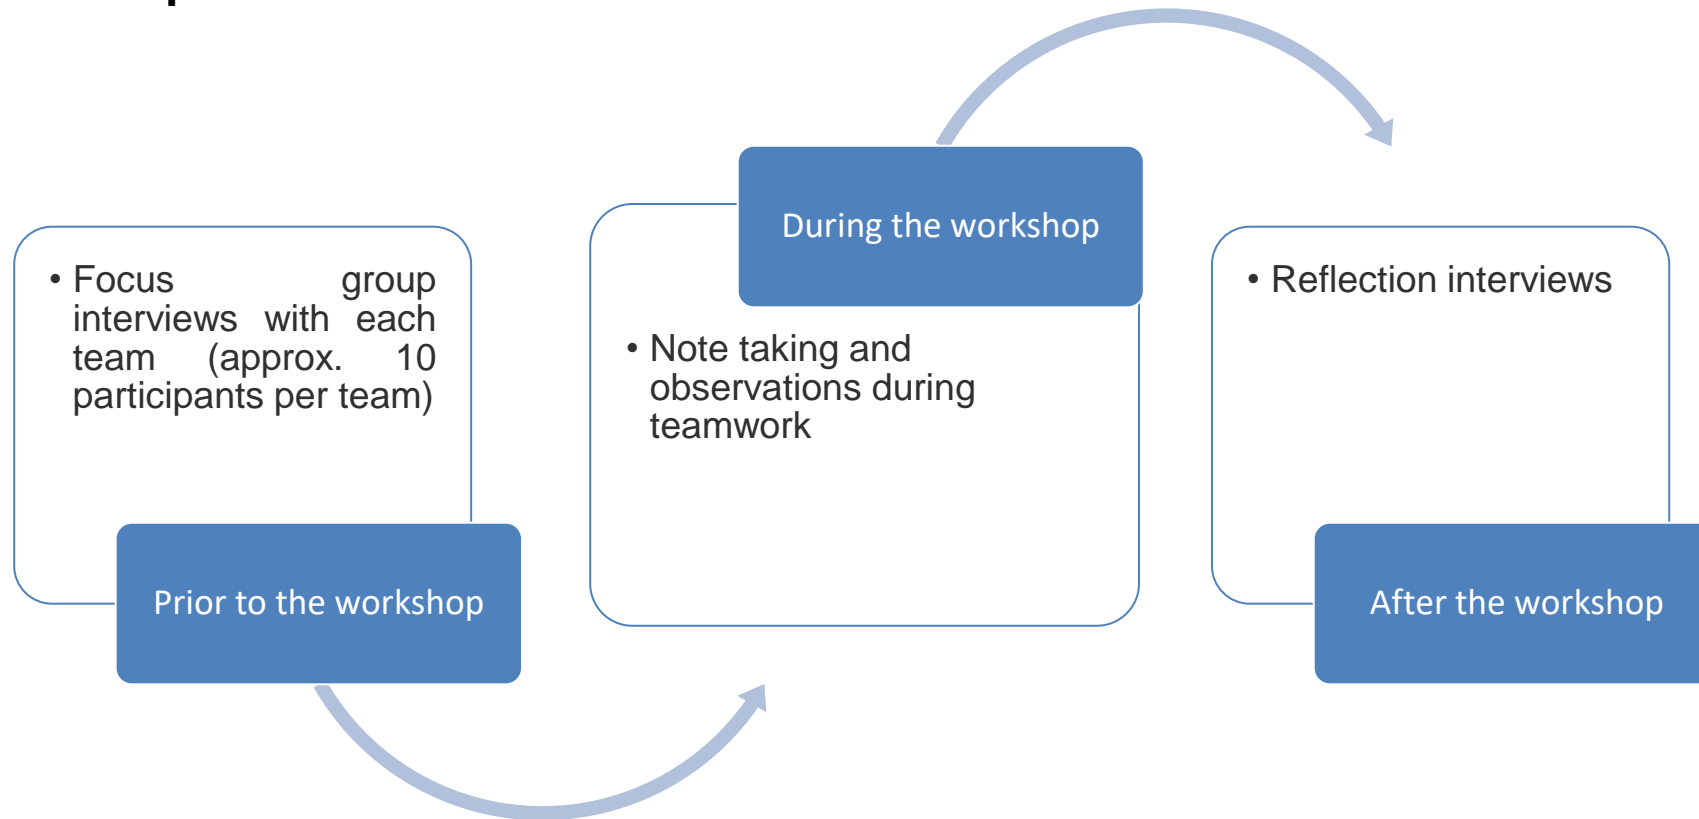 • Focus group
interviews with each
team (approx. 10
participants per team)
Prior to the workshop
During the workshop
• Note taking and
observations during
teamwork
• Reflection interviews
After the workshop